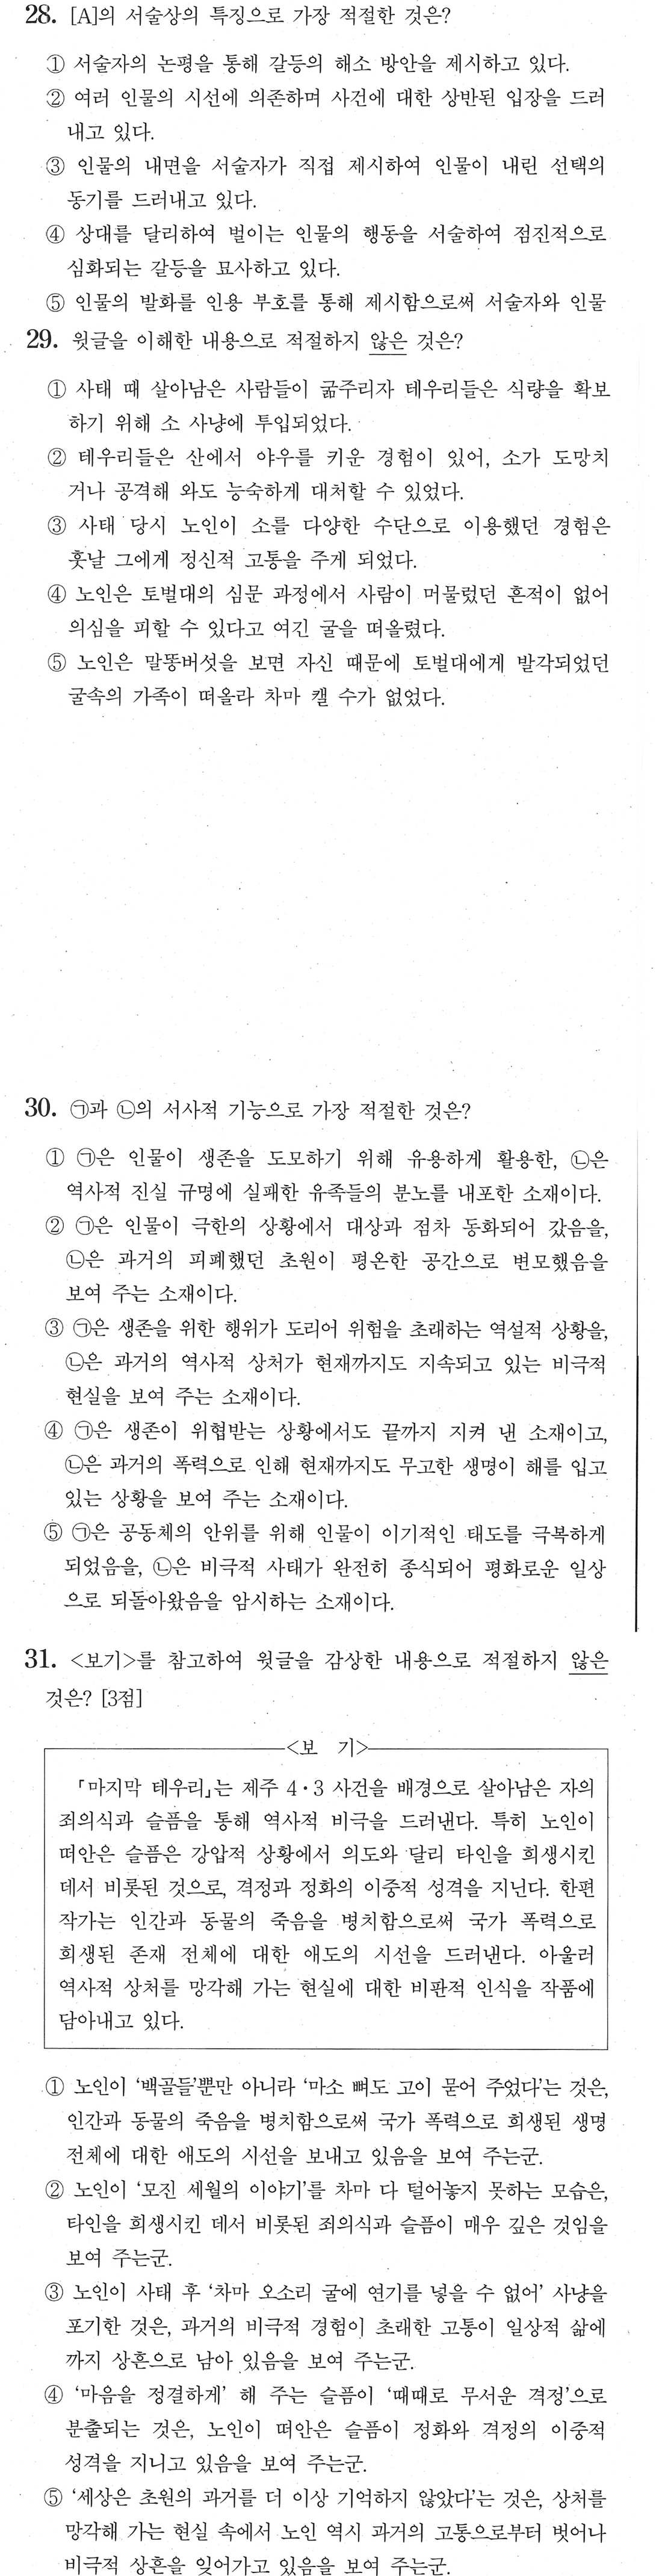 28. [A]의 서술상의 특징으로 가장 적절한 것은?
① 서술자의 논평을 통해 갈등의 해소 방안을 제시하고 있다.
② 여러 인물의 시선에 의존하며 사건에 대한 상반된 입장을 드러
내고 있다.
③ 인물의 내면을 서술자가 직접 제시하여 인물이 내린 선택의
동기를 드러내고 있다.
④ 상대를 달리하여 벌이는 인물의 행동을 서술하여 점진적으로
심화되는 갈등을 묘사하고 있다.
⑤ 인물의 발화를 인용 부호를 통해 제시함으로써 서술자와 인물
29. 윗글을 이해한 내용으로 적절하지 않은 것은?
① 사태 때 살아남은 사람들이 굶주리자 테우리들은 식량을 확보
하기 위해 소 사냥에 투입되었다.
② 테우리들은 산에서 야우를 키운 경험이 있어, 소가 도망치
거나 공격해 와도 능숙하게 대처할 수 있었다.
③ 사태 당시 노인이 소를 다양한 수단으로 이용했던 경험은
훗날 그에게 정신적 고통을 주게 되었다.
④ 노인은 토벌대의 심문 과정에서 사람이 머물렀던 흔적이 없어
의심을 피할 수 있다고 여긴 굴을 떠올렸다.
⑤ 노인은 말똥버섯을 보면 자신 때문에 토벌대에게 발각되었던
굴속의 가족이 떠올라 차마 캘 수가 없었다.
30. ㉠과 ㉡의 서사적 기능으로 가장 적절한 것은?
① ㉠은 인물이 생존을 도모하기 위해 유용하게 활용한, ㉡은
역사적 진실 규명에 실패한 유족들의 분노를 내포한 소재이다.
② ㉠은 인물이 극한의 상황에서 대상과 점차 동화되어 갔음을,
㉡은 과거의 피폐했던 초원이 평온한 공간으로 변모했음을
보여 주는 소재이다.
③ ㉠은 생존을 위한 행위가 도리어 위험을 초래하는 역설적 상황을,
㉡은 과거의 역사적 상처가 현재까지도 지속되고 있는 비극적
현실을 보여 주는 소재이다.
④ ㉠은 생존이 위협받는 상황에서도 끝까지 지켜 낸 소재이고,
㉡은 과거의 폭력으로 인해 현재까지도 무고한 생명이 해를 입고
있는 상황을 보여 주는 소재이다.
⑤ ㉠은 공동체의 안위를 위해 인물이 이기적인 태도를 극복하게
되었음을, ㉡은 비극적 사태가 완전히 종식되어 평화로운 일상
으로 되돌아왔음을 암시하는 소재이다.
31. <보기>를 참고하여 윗글을 감상한 내용으로 적절하지 않은
것은? [3점]
<보 기>
「마지막 테우리」는 제주 4·3 사건을 배경으로 살아남은 자의
죄의식과 슬픔을 통해 역사적 비극을 드러낸다. 특히 노인이
떠안은 슬픔은 강압적 상황에서 의도와 달리 타인을 희생시킨
데서 비롯된 것으로, 격정과 정화의 이중적 성격을 지닌다. 한편
작가는 인간과 동물의 죽음을 병치함으로써 국가 폭력으로
희생된 존재 전체에 대한 애도의 시선을 드러낸다. 아울러
역사적 상처를 망각해 가는 현실에 대한 비판적 인식을 작품에
담아내고 있다.
① 노인이 '백골들'뿐만 아니라 '마소 뼈도 고이 묻어 주었다'는 것은,
인간과 동물의 죽음을 병치함으로써 국가 폭력으로 희생된 생명
전체에 대한 애도의 시선을 보내고 있음을 보여 주는군.
② 노인이 '모진 세월의 이야기'를 차마 다 털어놓지 못하는 모습은,
타인을 희생시킨 데서 비롯된 죄의식과 슬픔이 매우 깊은 것임을
보여 주는군.
③ 노인이 사태 후 '차마 오소리 굴에 연기를 넣을 수 없어' 사냥을
포기한 것은, 과거의 비극적 경험이 초래한 고통이 일상적 삶에
까지 상흔으로 남아 있음을 보여 주는군.
④ '마음을 정결하게' 해 주는 슬픔이 '때때로 무서운 격정'으로
분출되는 것은, 노인이 떠안은 슬픔이 정화와 격정의 이중적
성격을 지니고 있음을 보여 주는군.
⑤ '세상은 초원의 과거를 더 이상 기억하지 않았다'는 것은, 상처를
망각해 가는 현실 속에서 노인 역시 과거의 고통으로부터 벗어나
비극적 상흔을 잊어가고 있음을 보여 주는군.